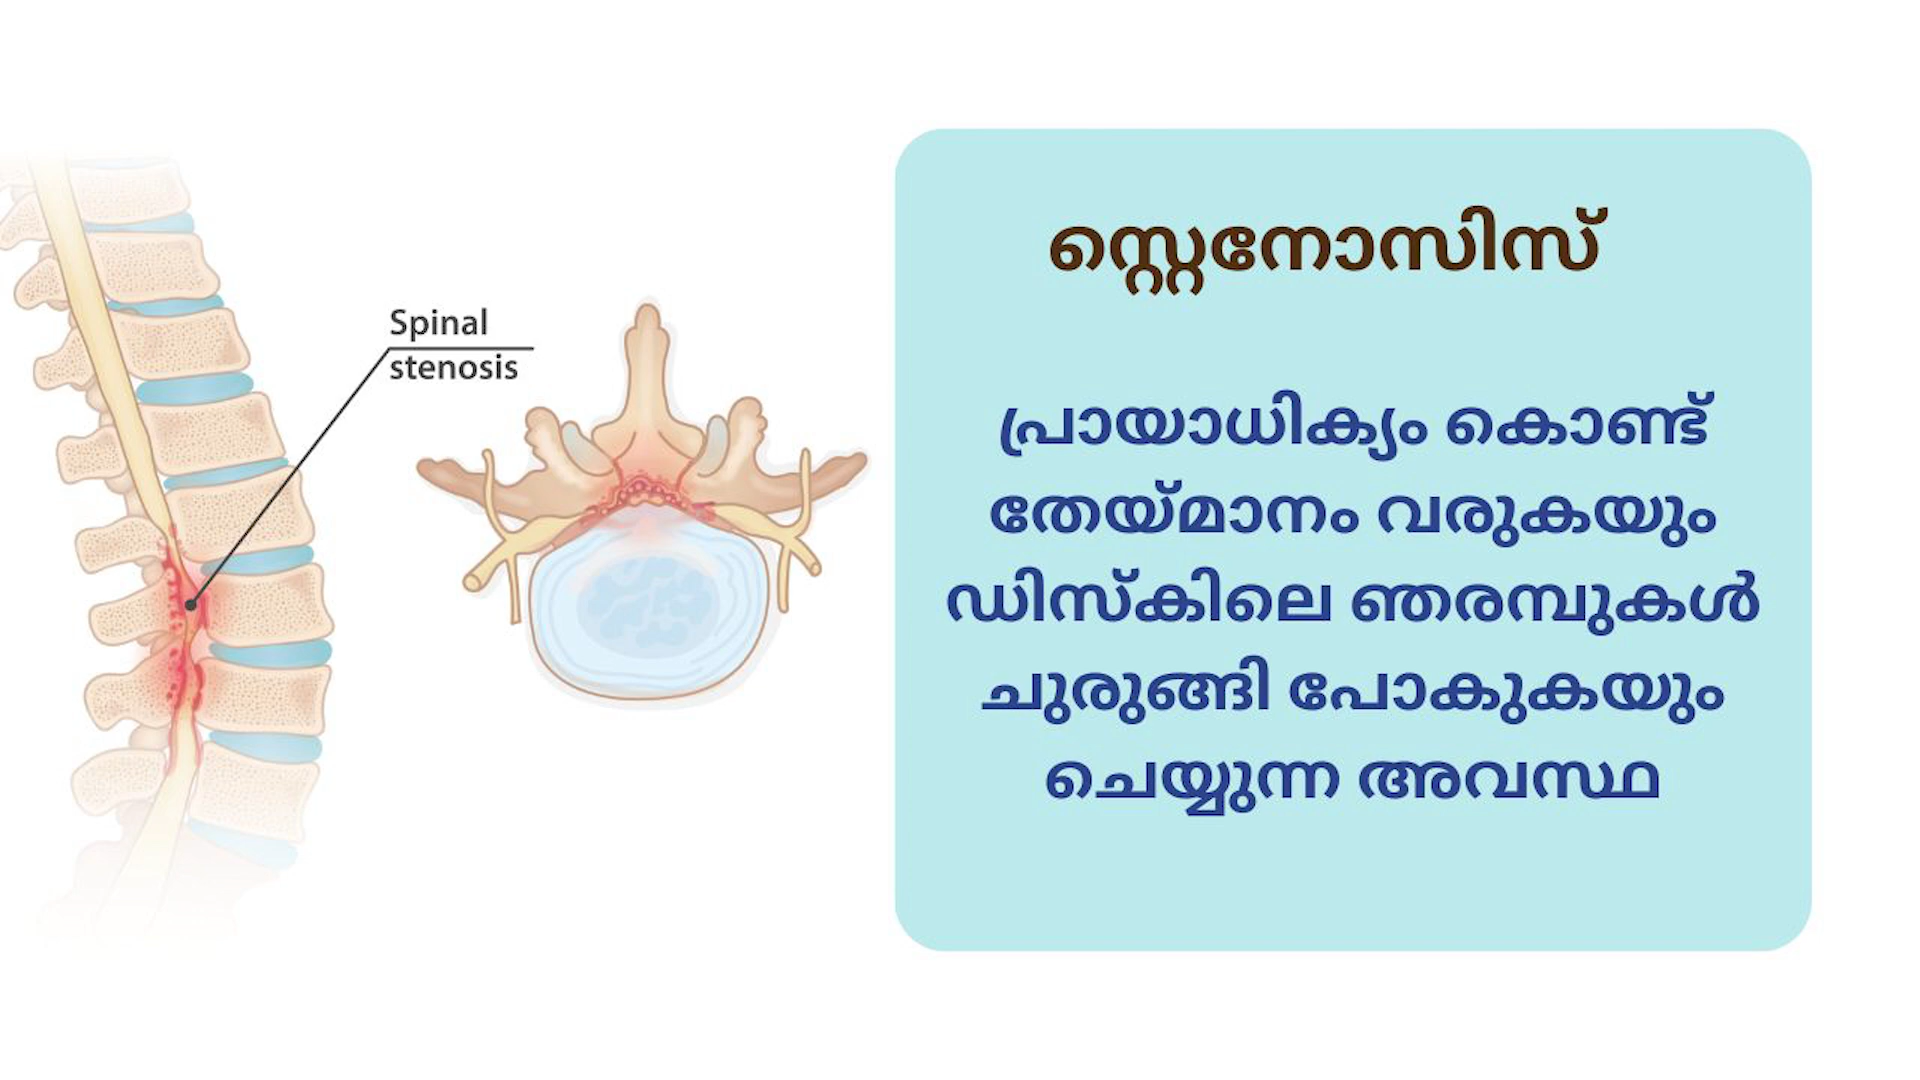 Spinal
stenosis
സ്റ്റെനോസിസ്
പ്രായാധിക്യം കൊണ്ട്
തേയ്മാനം വരുകയും
ഡിസ്കിലെ ഞരമ്പുകൾ
ചുരുങ്ങി പോകുകയും
ചെയ്യുന്ന അവസ്ഥ